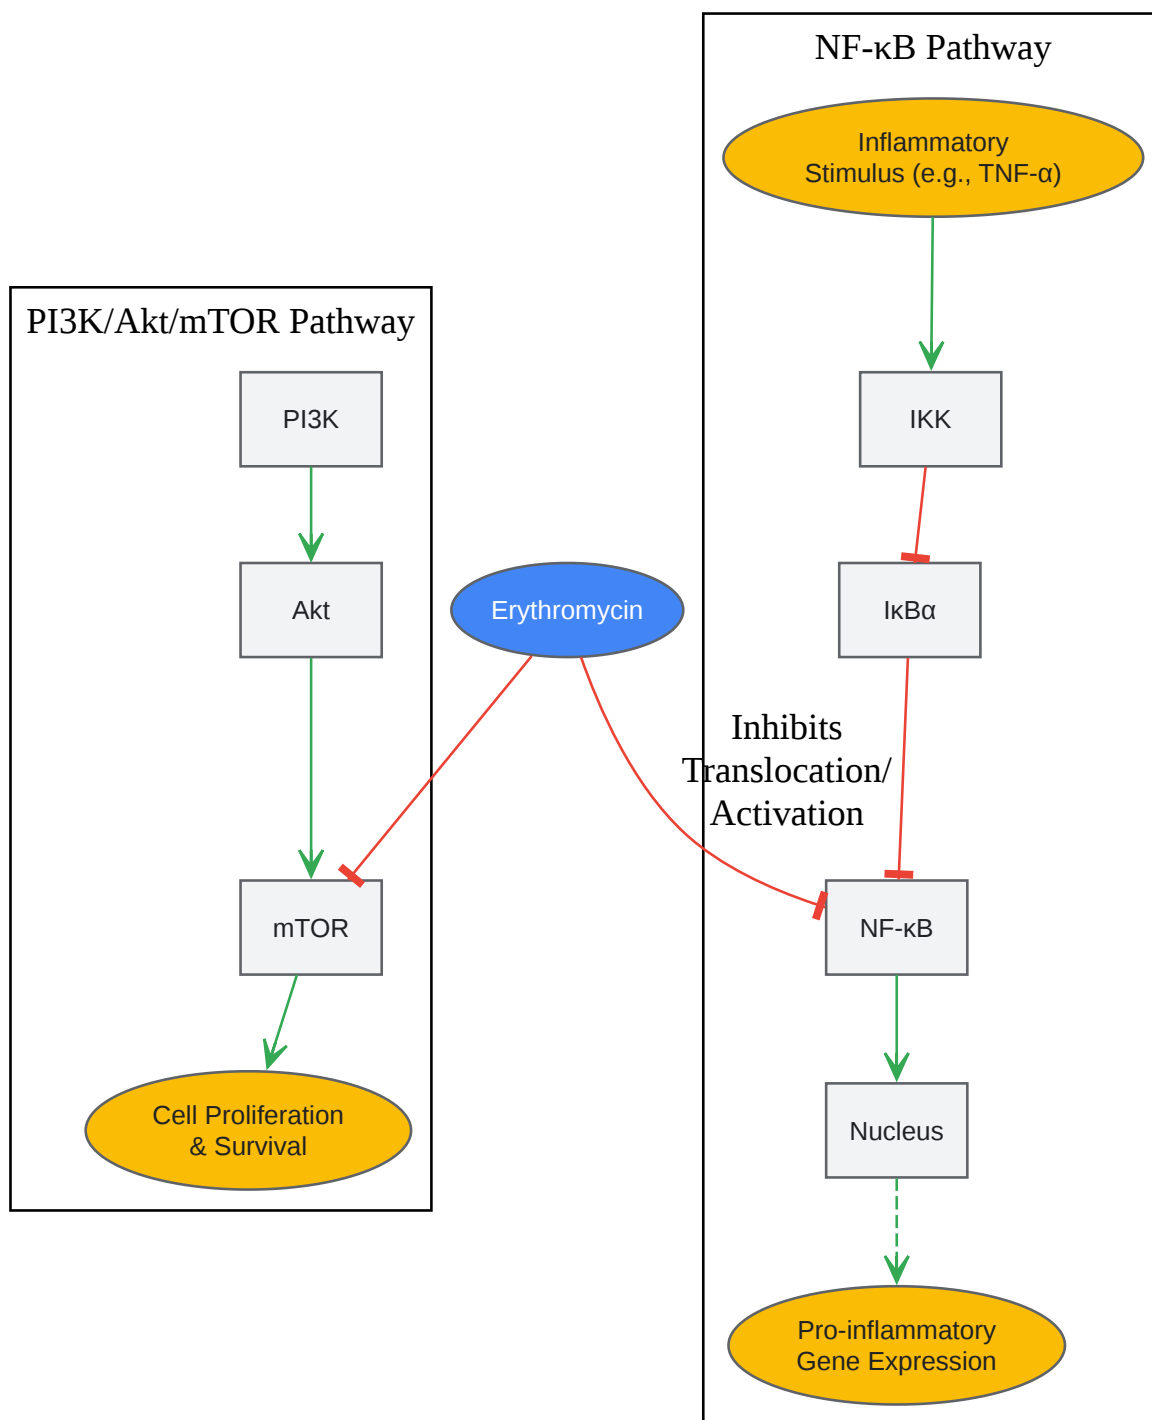 NF-κB Pathway
Inflammatory
Stimulus (e.g., TNF-α)
PI3K/Akt/mTOR Pathway
PI3K
IKK
Akt
Erythromycin
IκBα
Inhibits
Translocation/
Activation
mTOR
NF-κB
Cell Proliferation
& Survival
Nucleus
Pro-inflammatory
Gene Expression